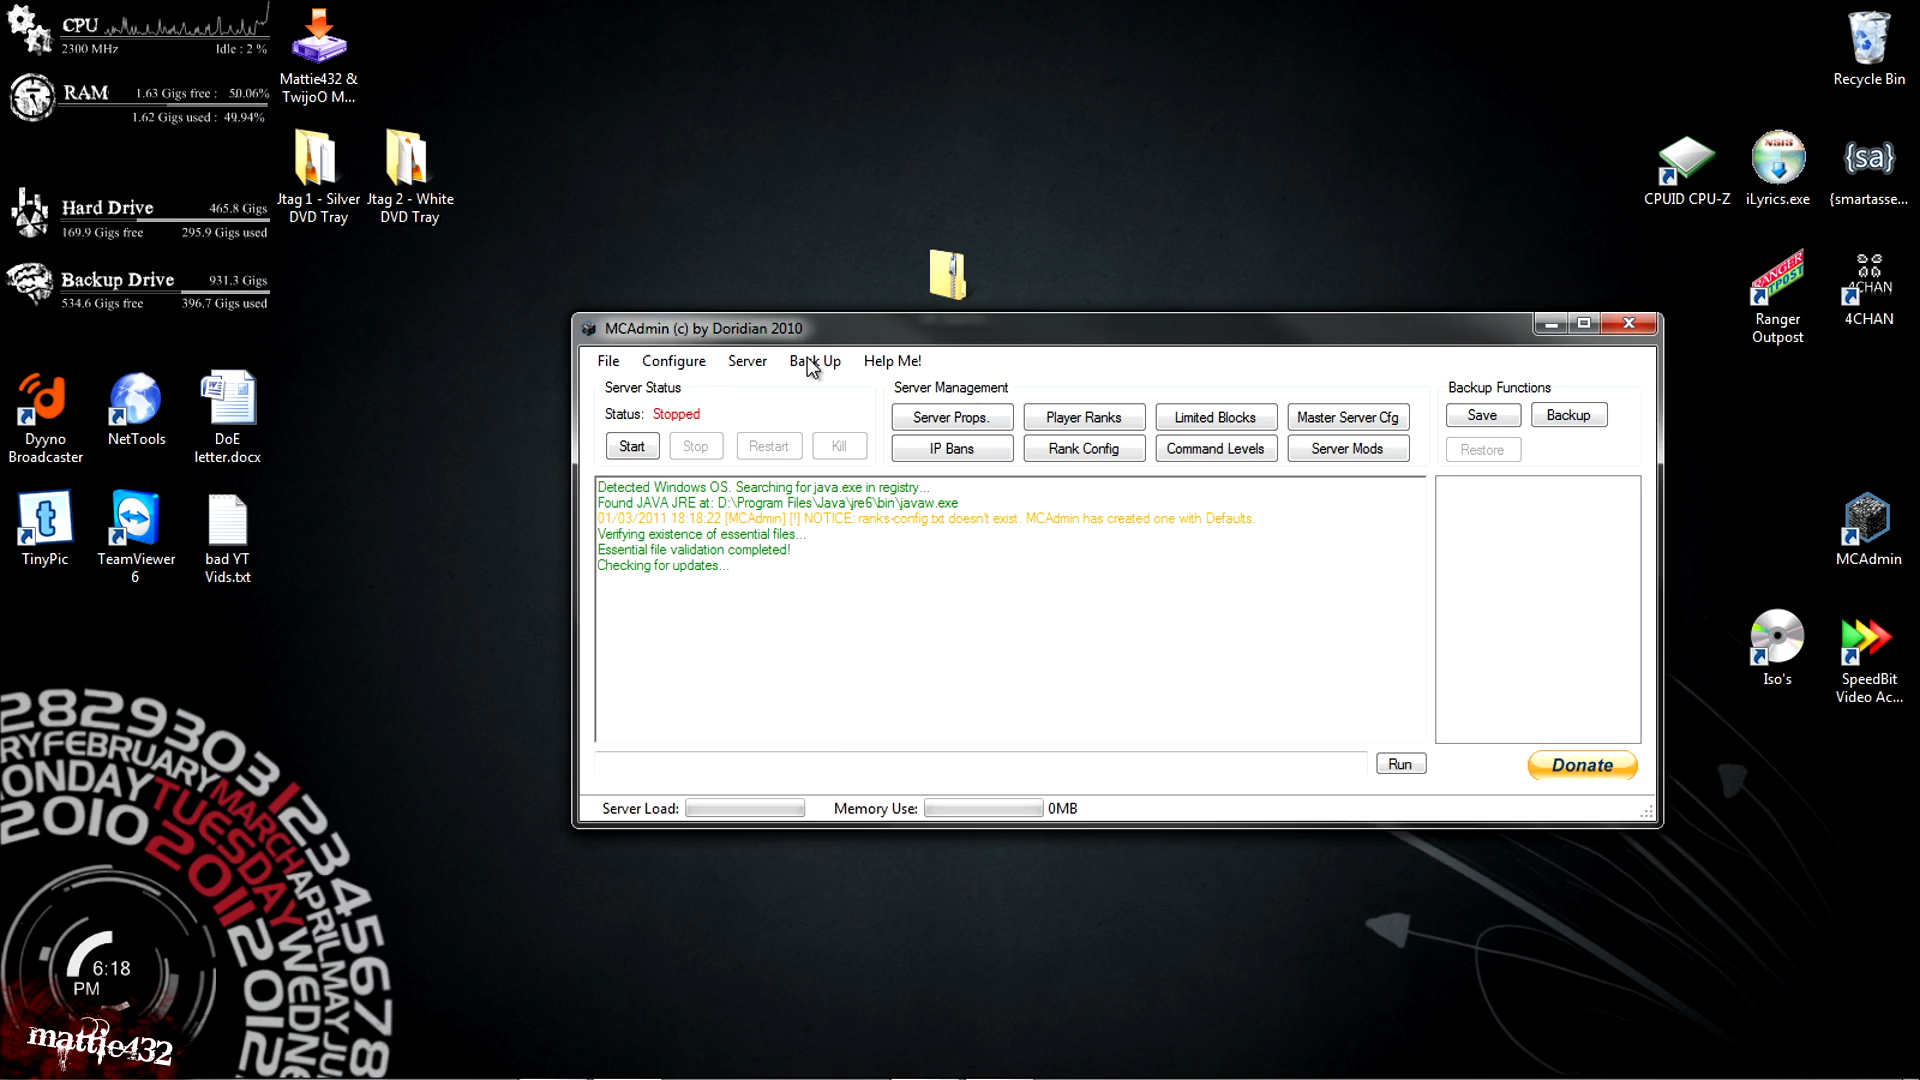 CPU
2300 MHz
Idle : 2 %
RAM
1.63 Gigs free : 50.06%
1.62 Gigs used : 49.94%
Hard Drive
465.8 Gigs
169.9 Gigs free
295.9 Gigs used
Backup Drive
931.3 Gigs
534.6 Gigs free
396.7 Gigs used
Mattie432 &
TwijoO M...
Jtag 1 - Silver
DVD Tray
Jtag 2 - White
DVD Tray
Dyyno
Broadcaster
NetTools
DoE
letter.docx
TinyPic
TeamViewer
6
bad YT
Vids.txt
Recycle Bin
CPUID CPU-Z
NSIS
iLyrics.exe
{sa}
{smartasse...
RANGER
Ranger
Outpost
4CHAN
4CHAN
MCAdmin
Iso's
SpeedBit
Video Ac...
MCAdmin (c) by Doridian 2010
File
Configure
Server
Back Up
Help Me!
Server Status
Status: Stopped
Start
Stop
Restart
Kill
Server Management
Server Props.
Player Ranks
Limited Blocks
Master Server Cfg
IP Bans
Rank Config
Command Levels
Server Mods
Backup Functions
Save
Backup
Restore
Detected Windows OS. Searching for java.exe in registry...
Found JAVA JRE at: D:\Program Files\Java\jre6\bin\javaw.exe
01/03/2011 18:18:22 [MCAdmin] [!] NOTICE: ranks-config.txt doesn't exist. MCAdmin has created one with Defaults.
Verifying existence of essential files...
Essential file validation completed!
Checking for updates...
Run
Donate
Server Load:
Memory Use:
0MB
282930312345678
RYFEBRUARYMARCHAPRILMAYJU
ONDAYTUESDAYWEDNE
201020112012
6:18
PM
mattie432